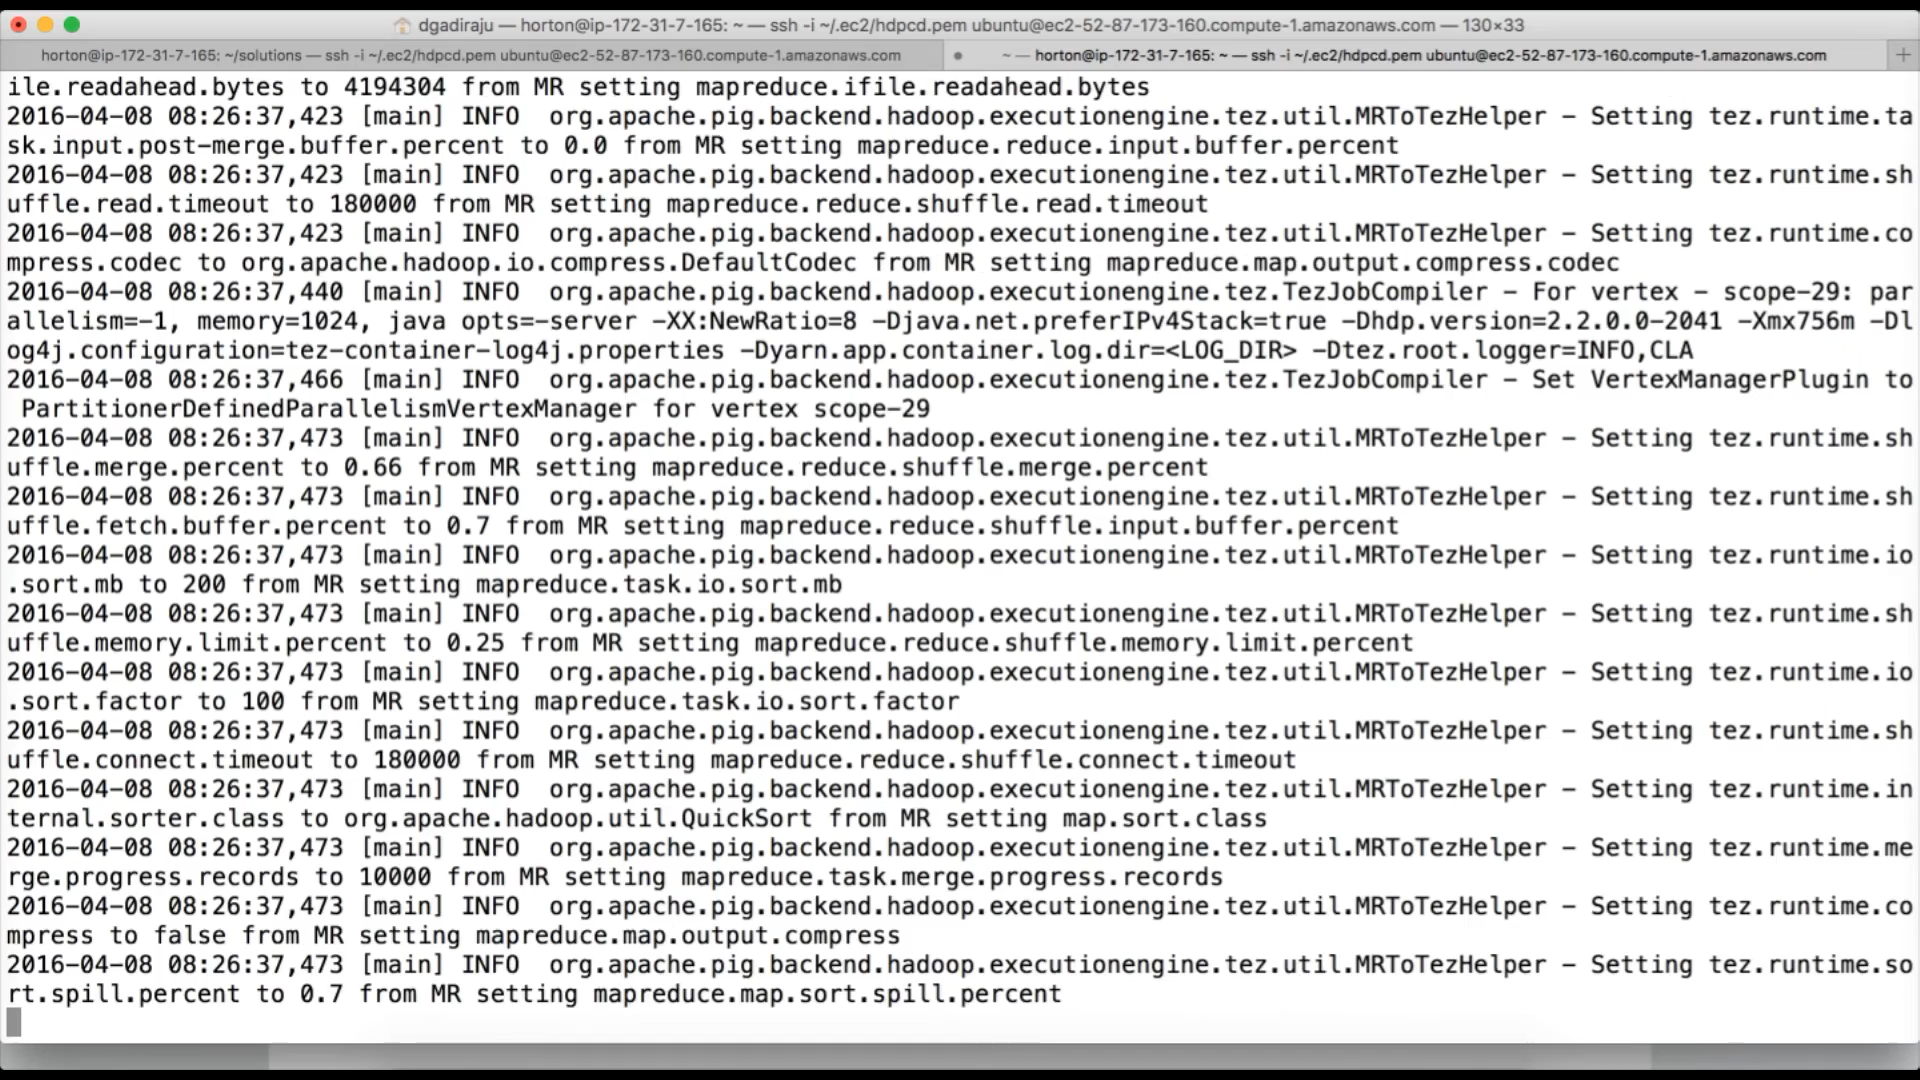 dgadiraju — horton@ip-172-31-7-165: ~ — ssh -i ~/.ec2/hdpcd.pem ubuntu@ec2-52-87-173-160.compute-1.amazonaws.com — 130×33
horton@ip-172-31-7-165: ~/solutions — ssh -i ~/.ec2/hdpcd.pem ubuntu@ec2-52-87-173-160.compute-1.amazonaws.com
~ — horton@ip-172-31-7-165: ~ — ssh -i ~/.ec2/hdpcd.pem ubuntu@ec2-52-87-173-160.compute-1.amazonaws.com
ile.readahead.bytes to 4194304 from MR setting mapreduce.ifile.readahead.bytes
2016-04-08 08:26:37,423 [main] INFO  org.apache.pig.backend.hadoop.executionengine.tez.util.MRToTezHelper - Setting tez.runtime.ta
sk.input.post-merge.buffer.percent to 0.0 from MR setting mapreduce.reduce.input.buffer.percent
2016-04-08 08:26:37,423 [main] INFO  org.apache.pig.backend.hadoop.executionengine.tez.util.MRToTezHelper - Setting tez.runtime.sh
uffle.read.timeout to 180000 from MR setting mapreduce.reduce.shuffle.read.timeout
2016-04-08 08:26:37,423 [main] INFO  org.apache.pig.backend.hadoop.executionengine.tez.util.MRToTezHelper - Setting tez.runtime.co
mpress.codec to org.apache.hadoop.io.compress.DefaultCodec from MR setting mapreduce.map.output.compress.codec
2016-04-08 08:26:37,440 [main] INFO  org.apache.pig.backend.hadoop.executionengine.tez.TezJobCompiler - For vertex - scope-29: par
allelism=-1, memory=1024, java opts=-server -XX:NewRatio=8 -Djava.net.preferIPv4Stack=true -Dhdp.version=2.2.0.0-2041 -Xmx756m -Dl
og4j.configuration=tez-container-log4j.properties -Dyarn.app.container.log.dir=<LOG_DIR> -Dtez.root.logger=INFO,CLA
2016-04-08 08:26:37,466 [main] INFO  org.apache.pig.backend.hadoop.executionengine.tez.TezJobCompiler - Set VertexManagerPlugin to
 PartitionerDefinedParallelismVertexManager for vertex scope-29
2016-04-08 08:26:37,473 [main] INFO  org.apache.pig.backend.hadoop.executionengine.tez.util.MRToTezHelper - Setting tez.runtime.sh
uffle.merge.percent to 0.66 from MR setting mapreduce.reduce.shuffle.merge.percent
2016-04-08 08:26:37,473 [main] INFO  org.apache.pig.backend.hadoop.executionengine.tez.util.MRToTezHelper - Setting tez.runtime.sh
uffle.fetch.buffer.percent to 0.7 from MR setting mapreduce.reduce.shuffle.input.buffer.percent
2016-04-08 08:26:37,473 [main] INFO  org.apache.pig.backend.hadoop.executionengine.tez.util.MRToTezHelper - Setting tez.runtime.io
.sort.mb to 200 from MR setting mapreduce.task.io.sort.mb
2016-04-08 08:26:37,473 [main] INFO  org.apache.pig.backend.hadoop.executionengine.tez.util.MRToTezHelper - Setting tez.runtime.sh
uffle.memory.limit.percent to 0.25 from MR setting mapreduce.reduce.shuffle.memory.limit.percent
2016-04-08 08:26:37,473 [main] INFO  org.apache.pig.backend.hadoop.executionengine.tez.util.MRToTezHelper - Setting tez.runtime.io
.sort.factor to 100 from MR setting mapreduce.task.io.sort.factor
2016-04-08 08:26:37,473 [main] INFO  org.apache.pig.backend.hadoop.executionengine.tez.util.MRToTezHelper - Setting tez.runtime.sh
uffle.connect.timeout to 180000 from MR setting mapreduce.reduce.shuffle.connect.timeout
2016-04-08 08:26:37,473 [main] INFO  org.apache.pig.backend.hadoop.executionengine.tez.util.MRToTezHelper - Setting tez.runtime.in
ternal.sorter.class to org.apache.hadoop.util.QuickSort from MR setting map.sort.class
2016-04-08 08:26:37,473 [main] INFO  org.apache.pig.backend.hadoop.executionengine.tez.util.MRToTezHelper - Setting tez.runtime.me
rge.progress.records to 10000 from MR setting mapreduce.task.merge.progress.records
2016-04-08 08:26:37,473 [main] INFO  org.apache.pig.backend.hadoop.executionengine.tez.util.MRToTezHelper - Setting tez.runtime.co
mpress to false from MR setting mapreduce.map.output.compress
2016-04-08 08:26:37,473 [main] INFO  org.apache.pig.backend.hadoop.executionengine.tez.util.MRToTezHelper - Setting tez.runtime.so
rt.spill.percent to 0.7 from MR setting mapreduce.map.sort.spill.percent